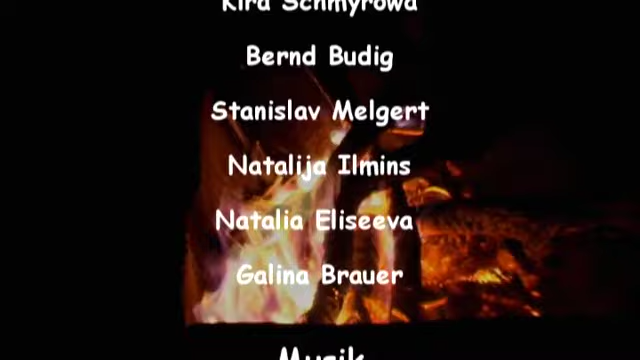 Kira Schmyrowa
Bernd Budig
Stanislav Melgert
Natalija Ilmins
Natalia Eliseeva
Galina Brauer
Musik